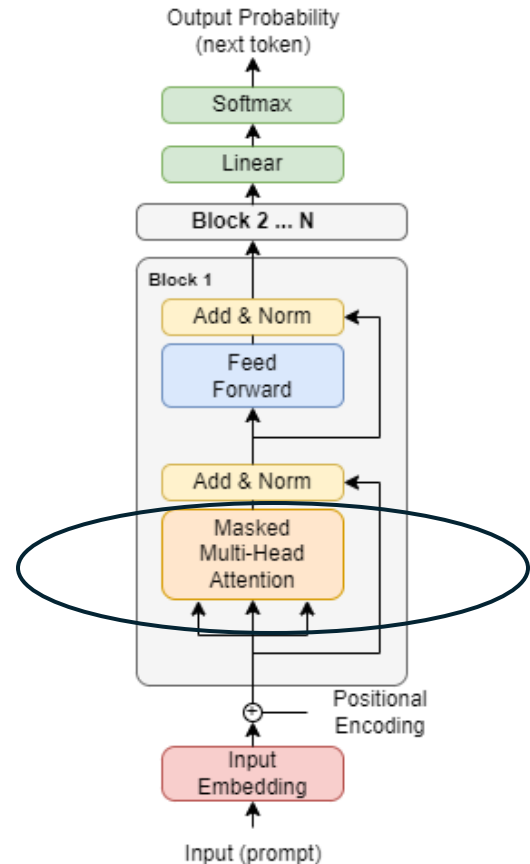 Output Probability
(next token)
Softmax
Linear
Block 2 ... N
Block 1
Add & Norm
Feed
Forward
Add & Norm
Masked
Multi-Head
Attention
Positional
Encoding
Input
Embedding
Input (prompt)